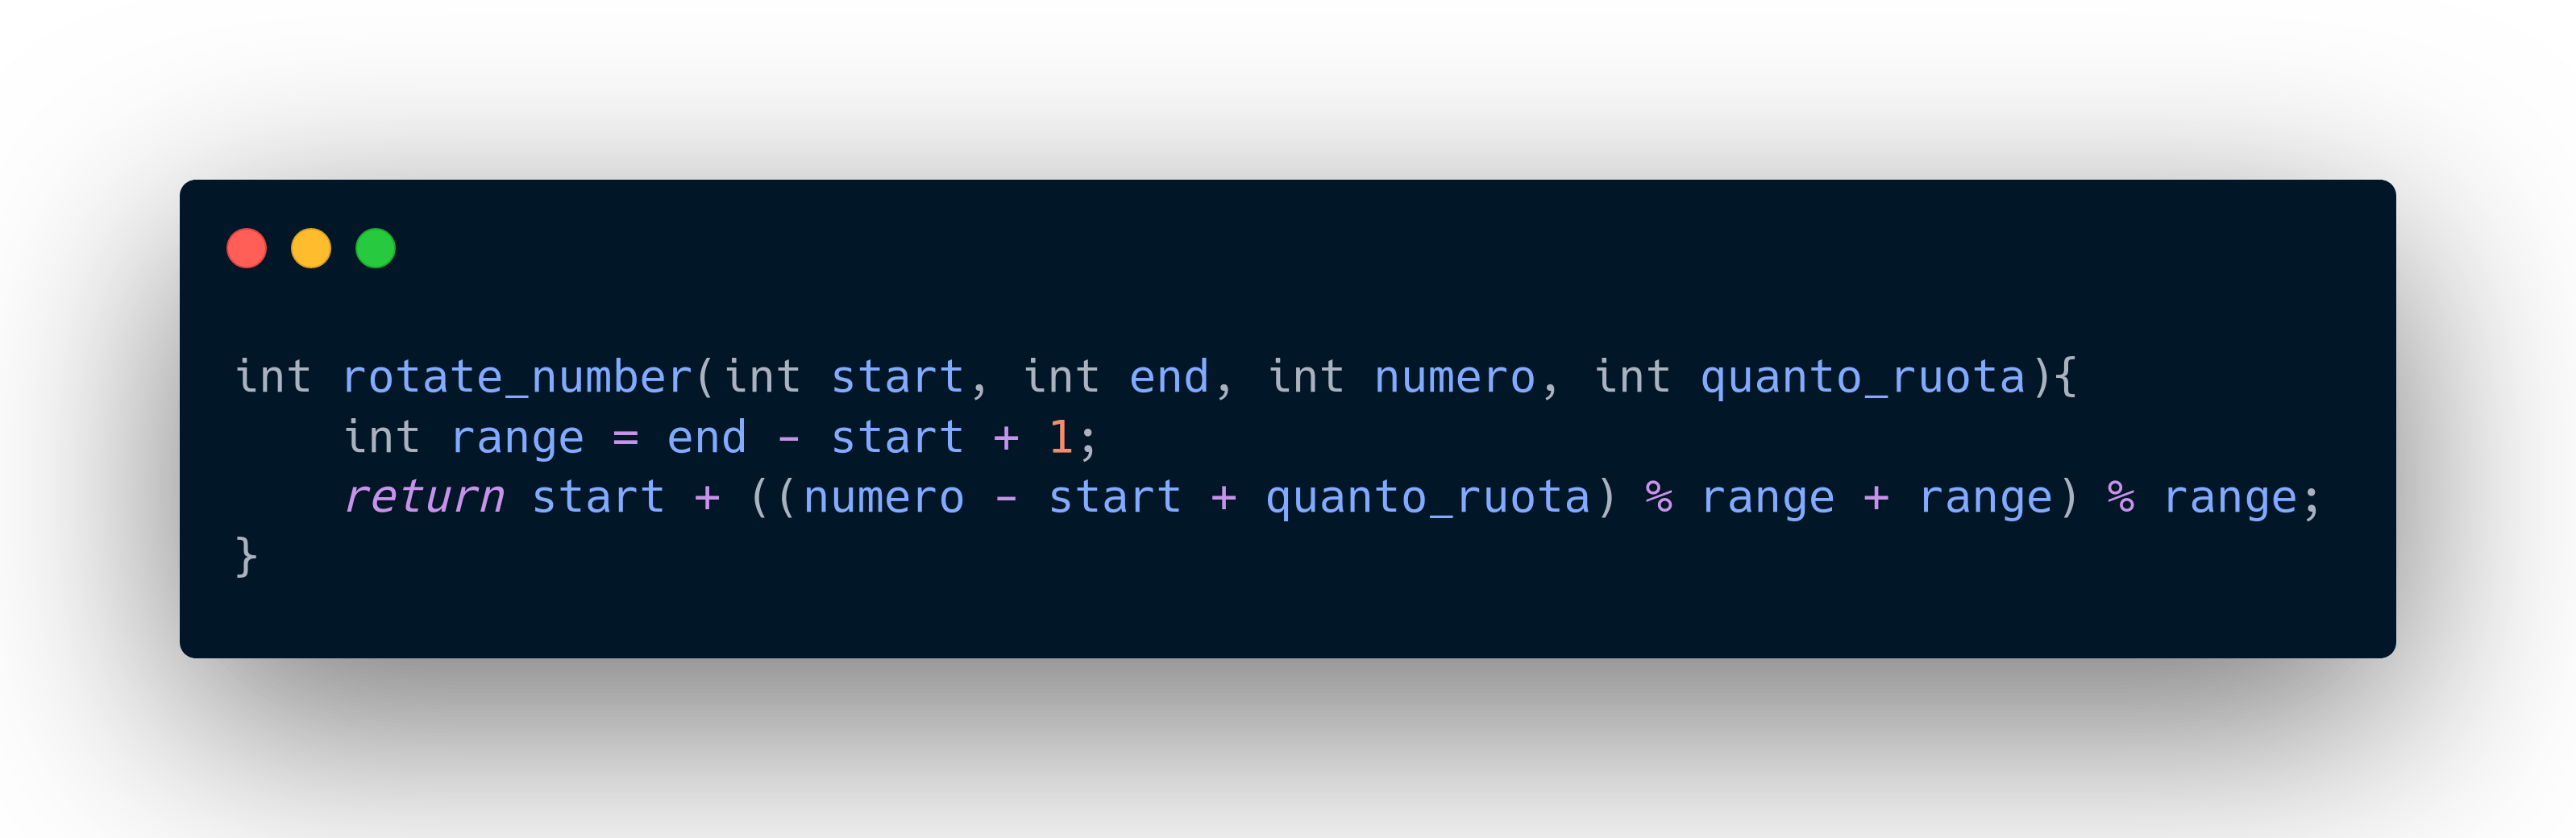 int rotate_number(int start, int end, int numero, int quanto_ruota){
    int range = end - start + 1;
    return start + ((numero - start + quanto_ruota) % range + range) % range;
}